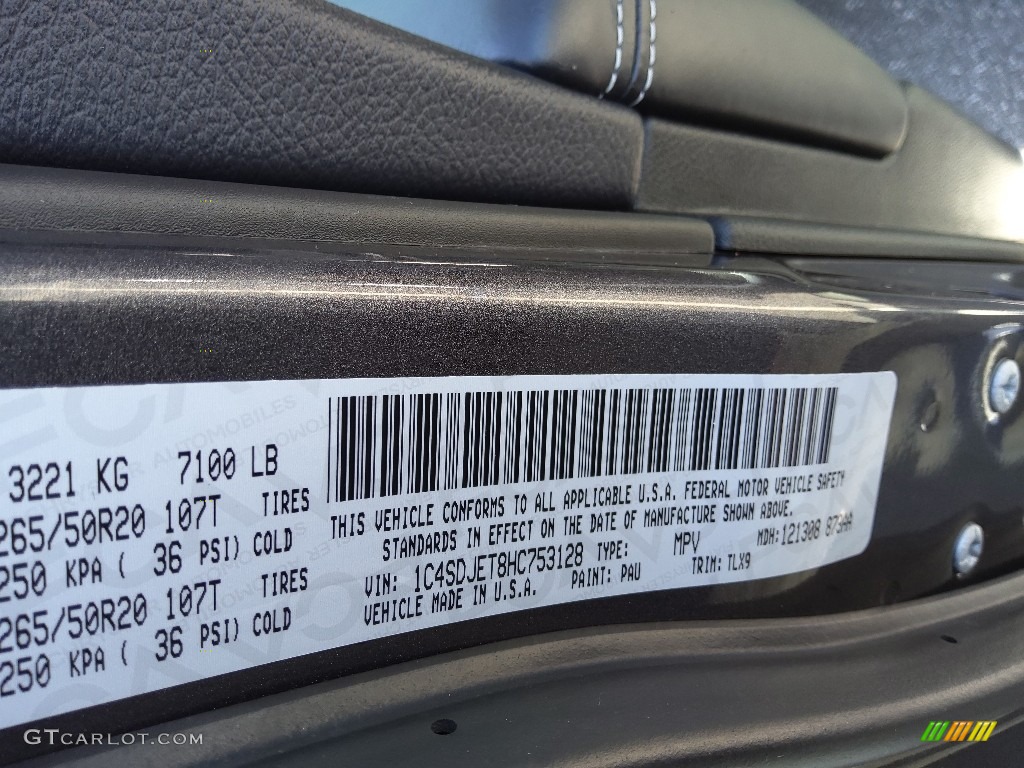 3221 KG 7100 LB
265/50R20 107T TIRES
250 KPA ( 36 PSI) COLD
265/50R20 107T TIRES
250 KPA ( 36 PSI) COLD
THIS VEHICLE CONFORMS TO ALL APPLICABLE U.S.A. FEDERAL MOTOR VEHICLE SAFETY
STANDARDS IN EFFECT ON THE DATE OF MANUFACTURE SHOWN ABOVE.
VIN: 1C4SDJET8HC753128 TYPE: MPV MDH: 121308 873AA
VEHICLE MADE IN U.S.A. PAINT: PAU TRIM: TLX9
GTCARLOT.COM